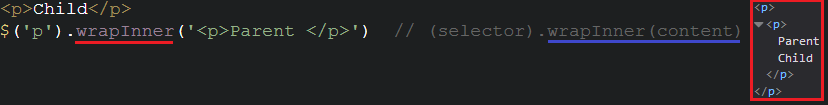 <p>Child</p>
$('p').wrapInner('<p>Parent </p>')  // (selector).wrapInner(content)
<p>
▼<p>
Parent
Child
</p>
</p>